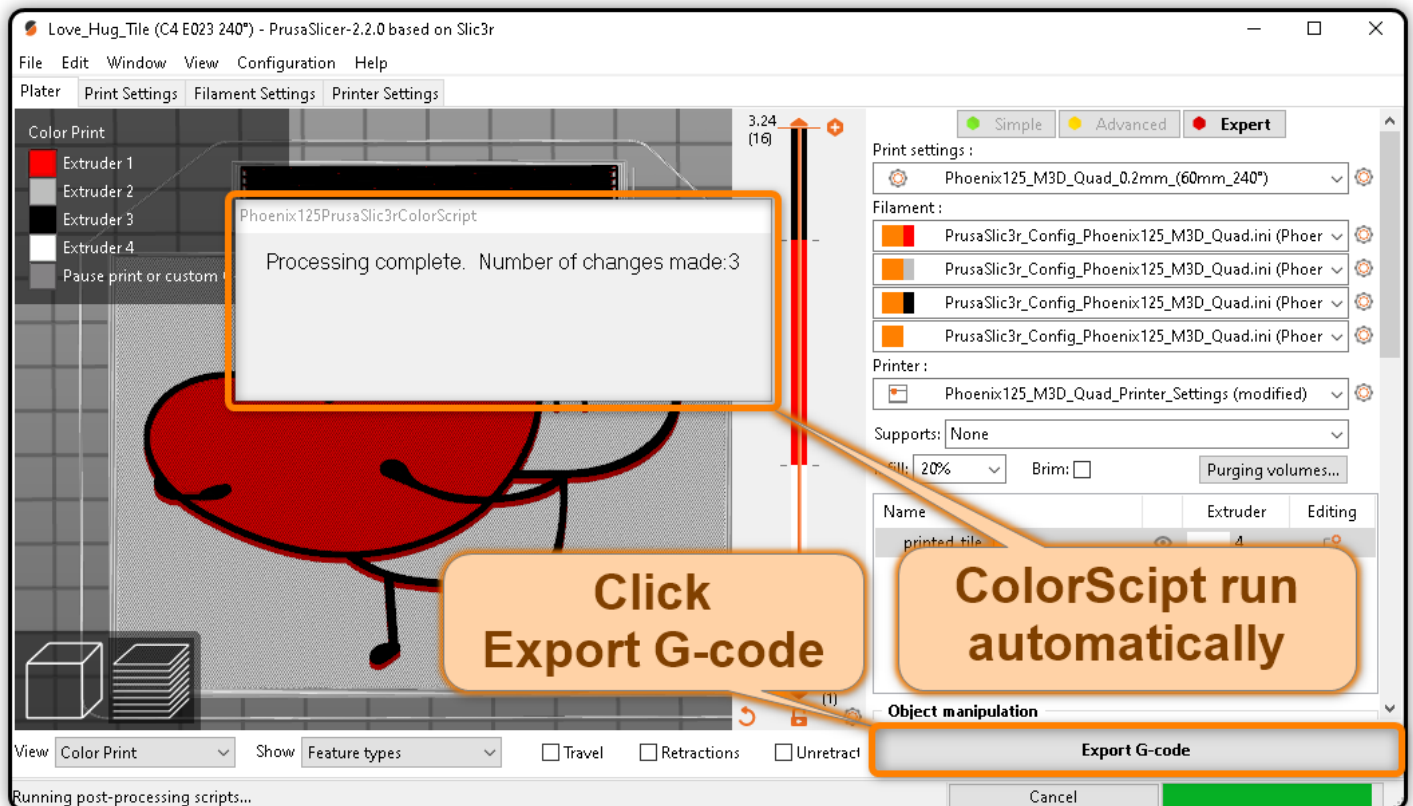 Love_Hug_Tile (C4 E023 240°) - PrusaSlicer-2.2.0 based on Slic3r
File Edit Window View Configuration Help
Plater Print Settings Filament Settings Printer Settings
Color Print
Extruder 1
Extruder 2
Extruder 3
Extruder 4
Pause print or custom
Phoenix125PrusaSlic3rColorScript
Processing complete. Number of changes made:3
3.24
(16)
(1)
Simple Advanced Expert
Print settings :
Phoenix125_M3D_Quad_0.2mm_(60mm_240°)
Filament :
PrusaSlic3r_Config_Phoenix125_M3D_Quad.ini (Phoer
PrusaSlic3r_Config_Phoenix125_M3D_Quad.ini (Phoer
PrusaSlic3r_Config_Phoenix125_M3D_Quad.ini (Phoer
PrusaSlic3r_Config_Phoenix125_M3D_Quad.ini (Phoer
Printer :
Phoenix125_M3D_Quad_Printer_Settings (modified)
Supports: None
20% Brim:
Purging volumes...
Name Extruder Editing
printed_tile 4
Click
Export G-code
ColorScipt run
automatically
Object manipulation
View Color Print Show Feature types Travel Retractions Unretract
Export G-code
Running post-processing scripts...
Cancel